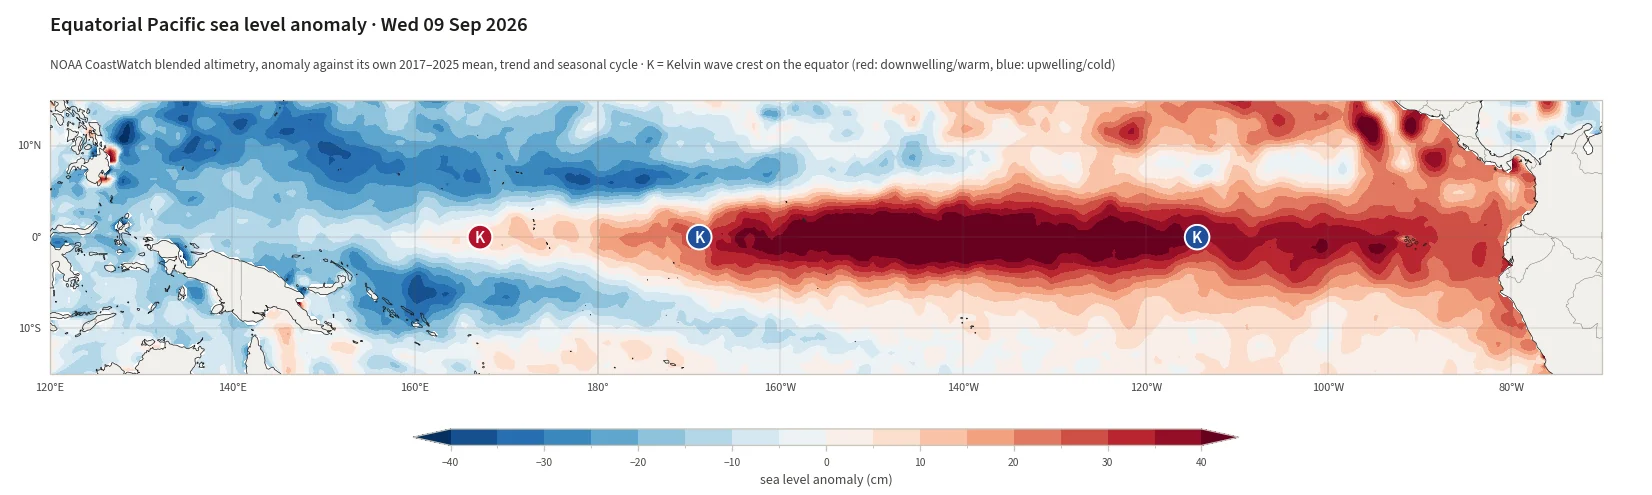 Equatorial Pacific sea level anomaly · Wed 09 Sep 2026
NOAA CoastWatch blended altimetry, anomaly against its own 2017–2025 mean, trend and seasonal cycle · K = Kelvin wave crest on the equator (red: downwelling/warm, blue: upwelling/cold)
10°N
0°
K K K
10°S
120°E 140°E 160°E 180° 160°W 140°W 120°W 100°W 80°W
−40 −30 −20 −10 0 10 20 30 40
sea level anomaly (cm)